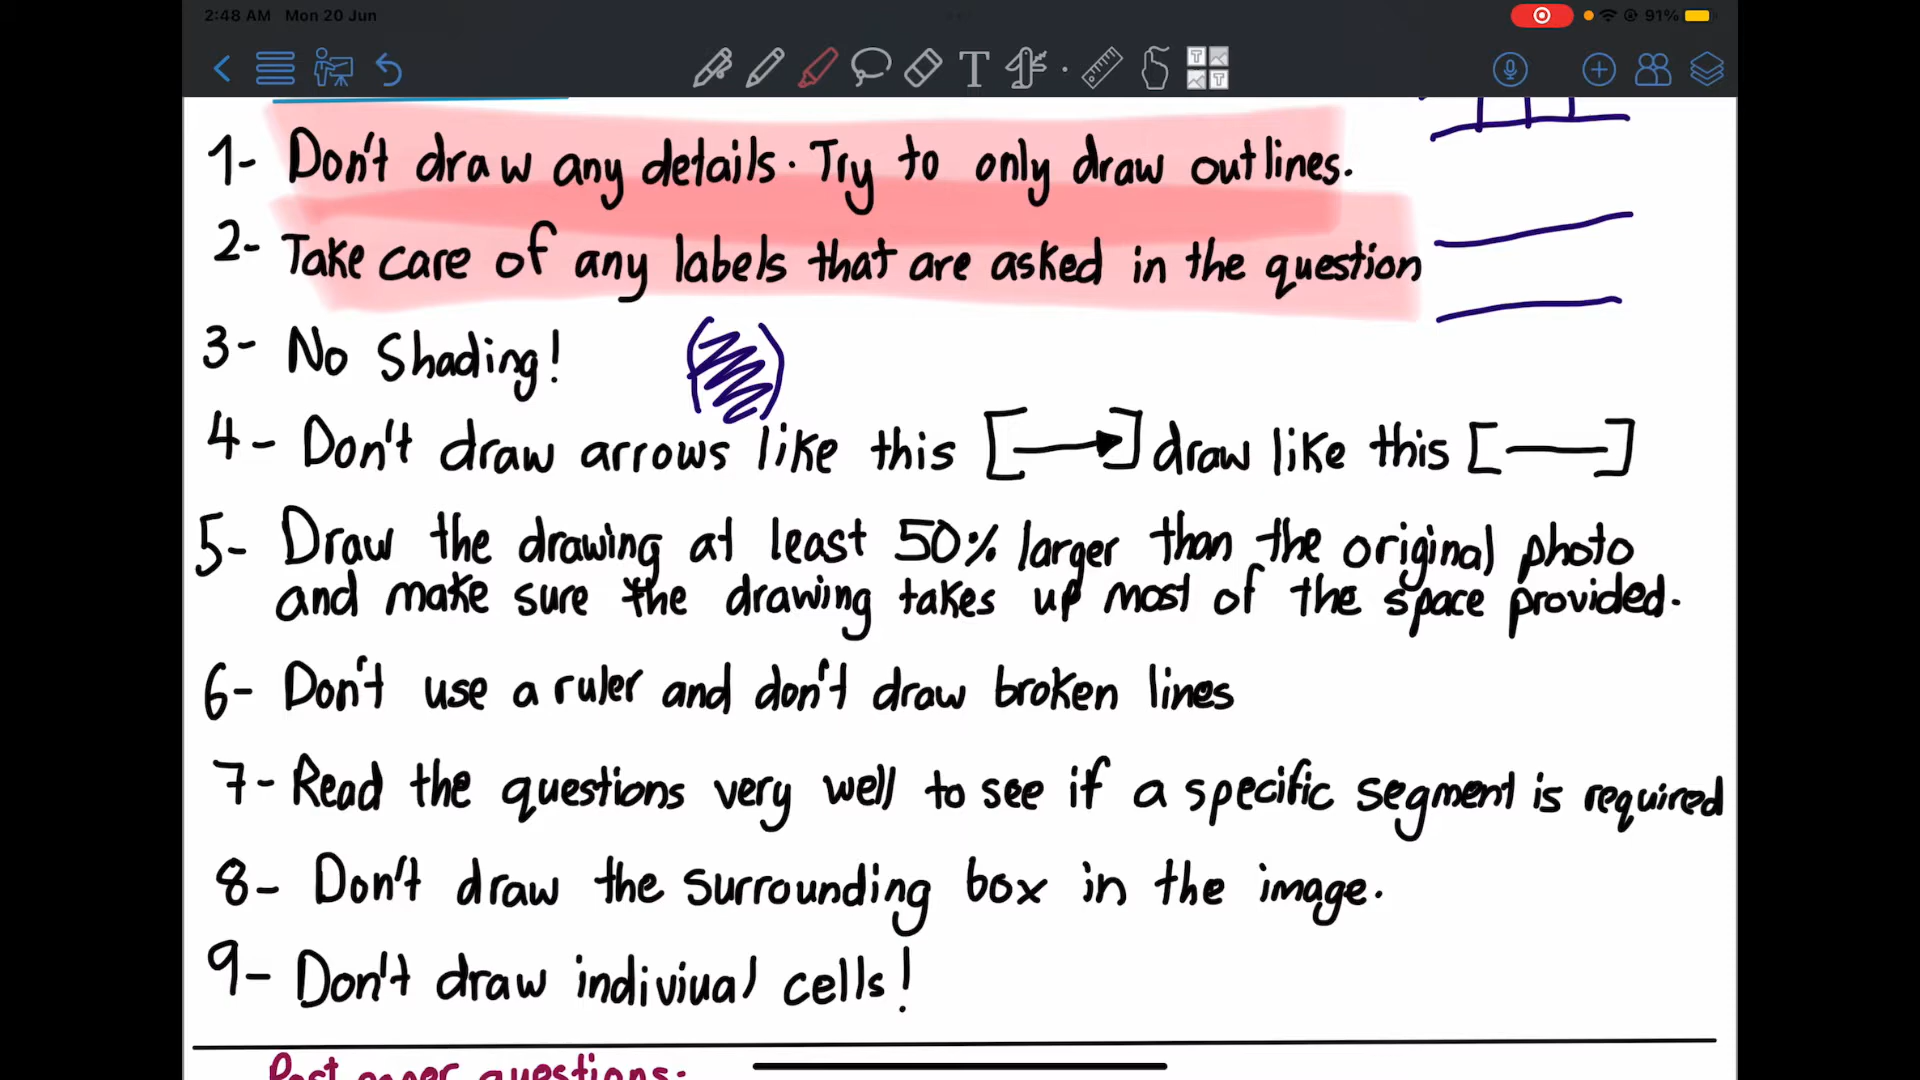 2:48 AM Mon 20 Jun
91%
1- Don't draw any details. Try to only draw outlines.
2- Take care of any labels that are asked in the question
3- No Shading!
4- Don't draw arrows like this [→] draw like this [—]
5- Draw the drawing at least 50% larger than the original photo
and make sure the drawing takes up most of the space provided.
6- Don't use a ruler and don't draw broken lines
7- Read the questions very well to see if a specific segment is required
8- Don't draw the surrounding box in the image.
9- Don't draw indiviual cells!
Past paper questions: